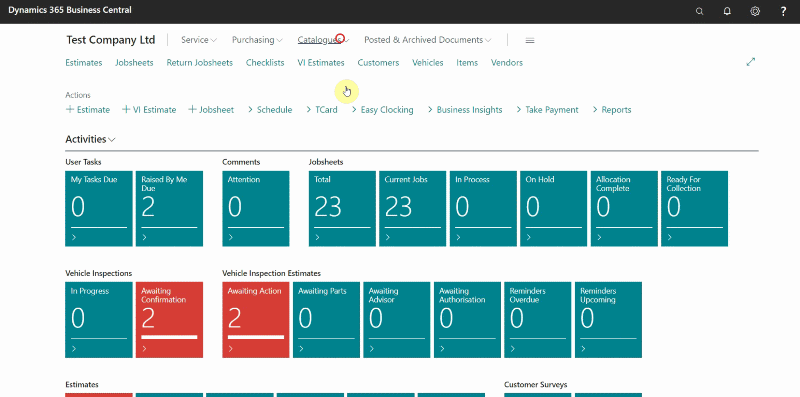 Dynamics 365 Business Central ?
Test Company Ltd Service Purchasing Catalogues Posted & Archived Documents
Estimates Jobsheets Return Jobsheets Checklists VI Estimates Customers Vehicles Items Vendors
Actions
+ Estimate + VI Estimate + Jobsheet > Schedule > TCard > Easy Clocking > Business Insights > Take Payment > Reports
Activities
User Tasks Comments Jobsheets
My Tasks Due Raised By Me Due Attention Total Current Jobs In Process On Hold Allocation Complete Ready For Collection
0 2 0 23 23 0 0 0 0
Vehicle Inspections Vehicle Inspection Estimates
In Progress Awaiting Confirmation Awaiting Action Awaiting Parts Awaiting Advisor Awaiting Authorisation Reminders Overdue Reminders Upcoming
0 2 2 0 0 0 0 0
Estimates Customer Surveys